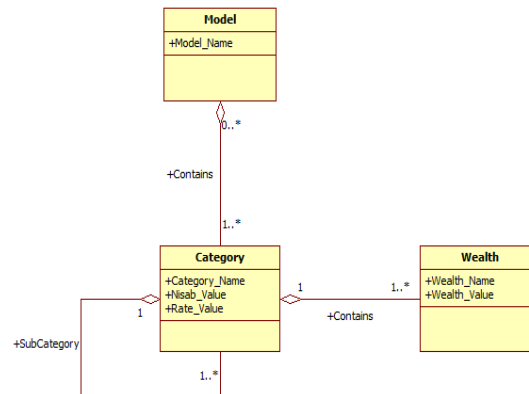 Model
+Model_Name
0..*
+Contains
1..*
Category
+Category_Name
+Nisab_Value
+Rate_Value
1
1
1..*
+Contains
Wealth
+Wealth_Name
+Wealth_Value
+SubCategory
1..*